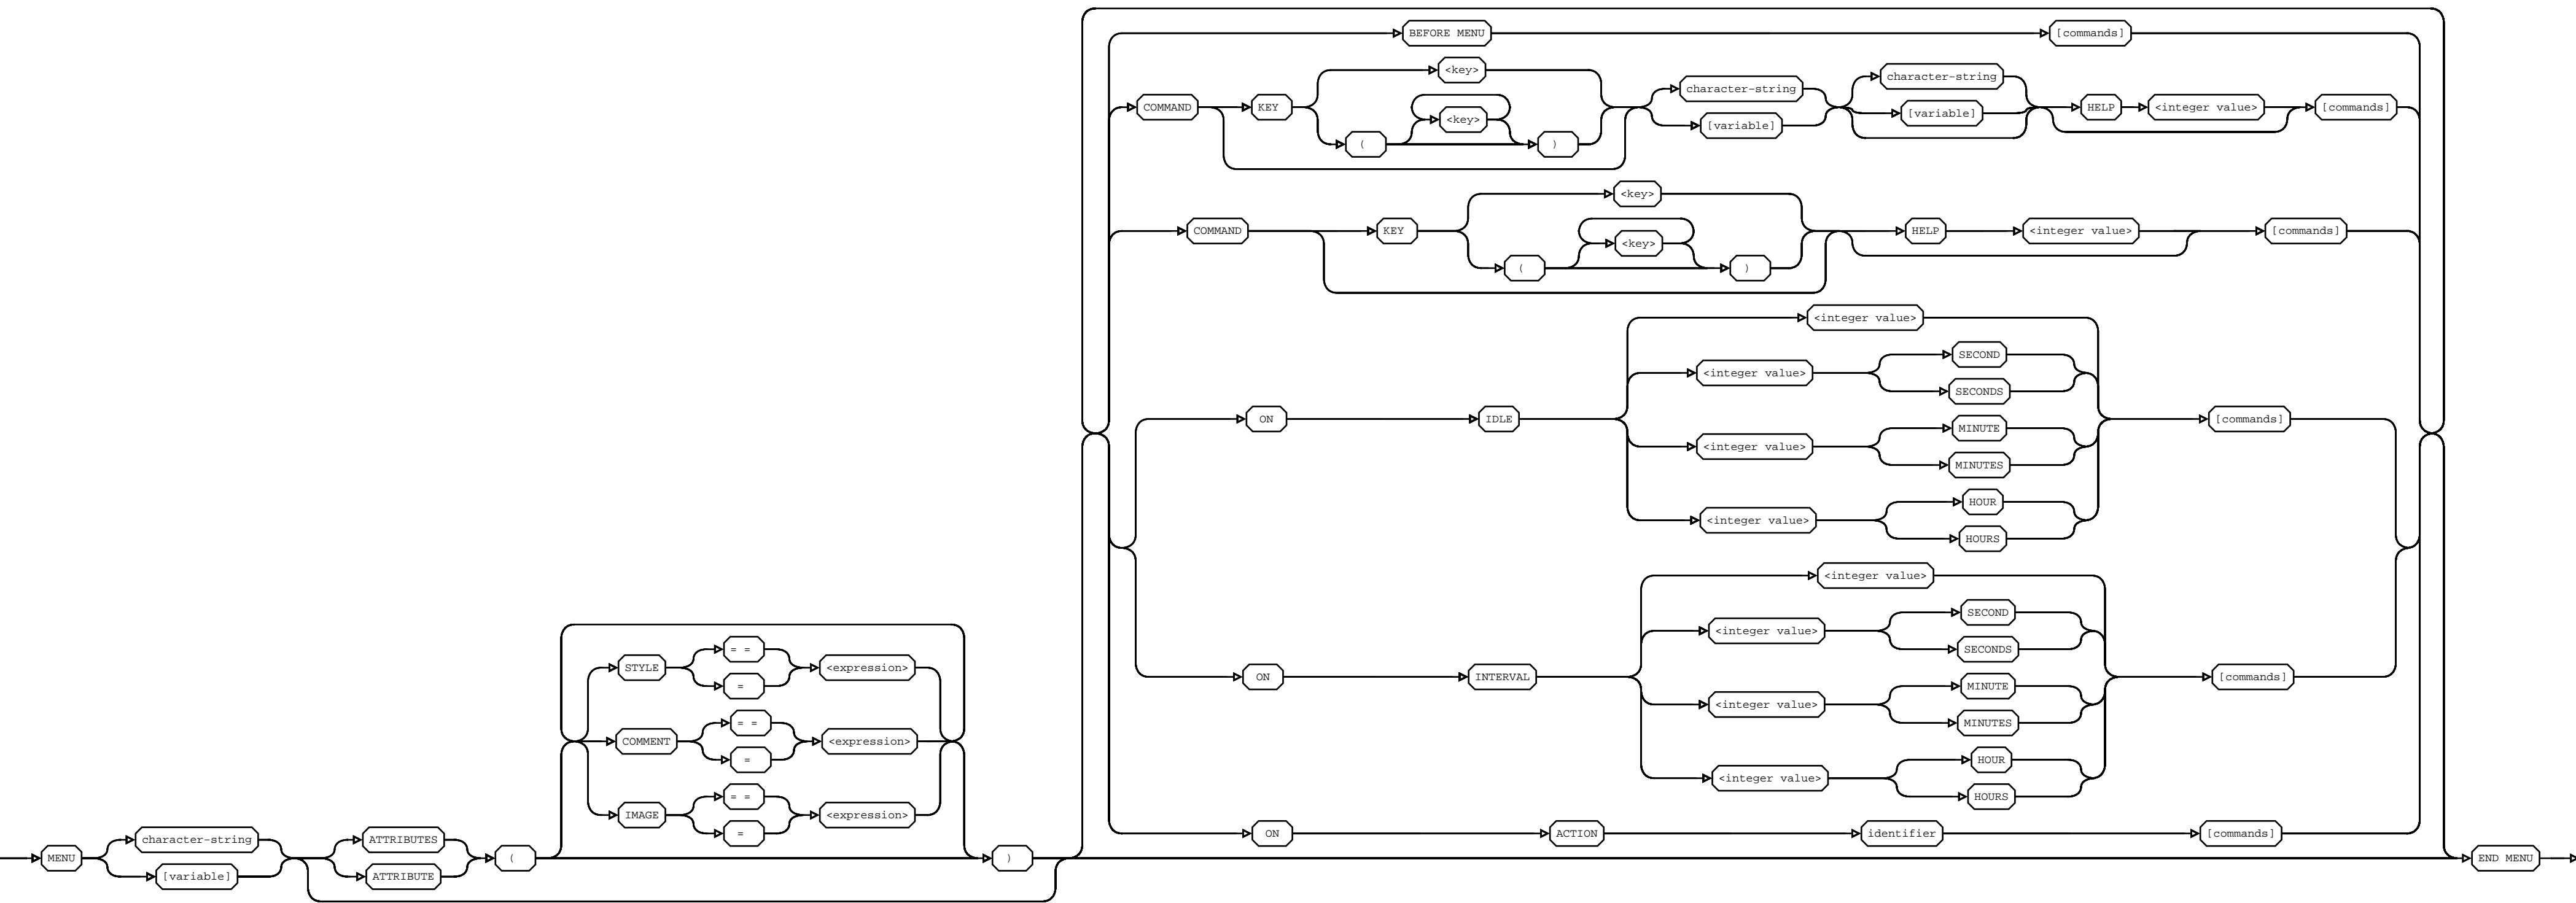 BEFORE MENU [commands]
<key>
character-string
character-string
COMMAND KEY <key> [variable] [variable] HELP <integer value> [commands]
( )
<key>
COMMAND KEY <key> HELP <integer value> [commands]
( )
<integer value>
<integer value> SECOND
SECONDS
ON IDLE [commands]
<integer value> MINUTE
MINUTES
<integer value> HOUR
HOURS
<integer value>
<integer value> SECOND
SECONDS
ON INTERVAL [commands]
<integer value> MINUTE
MINUTES
<integer value> HOUR
HOURS
STYLE = = <expression>
=
COMMENT = = <expression>
=
IMAGE = = <expression>
=
ON ACTION identifier [commands]
character-string ATTRIBUTES
MENU ( ) END MENU
[variable] ATTRIBUTE